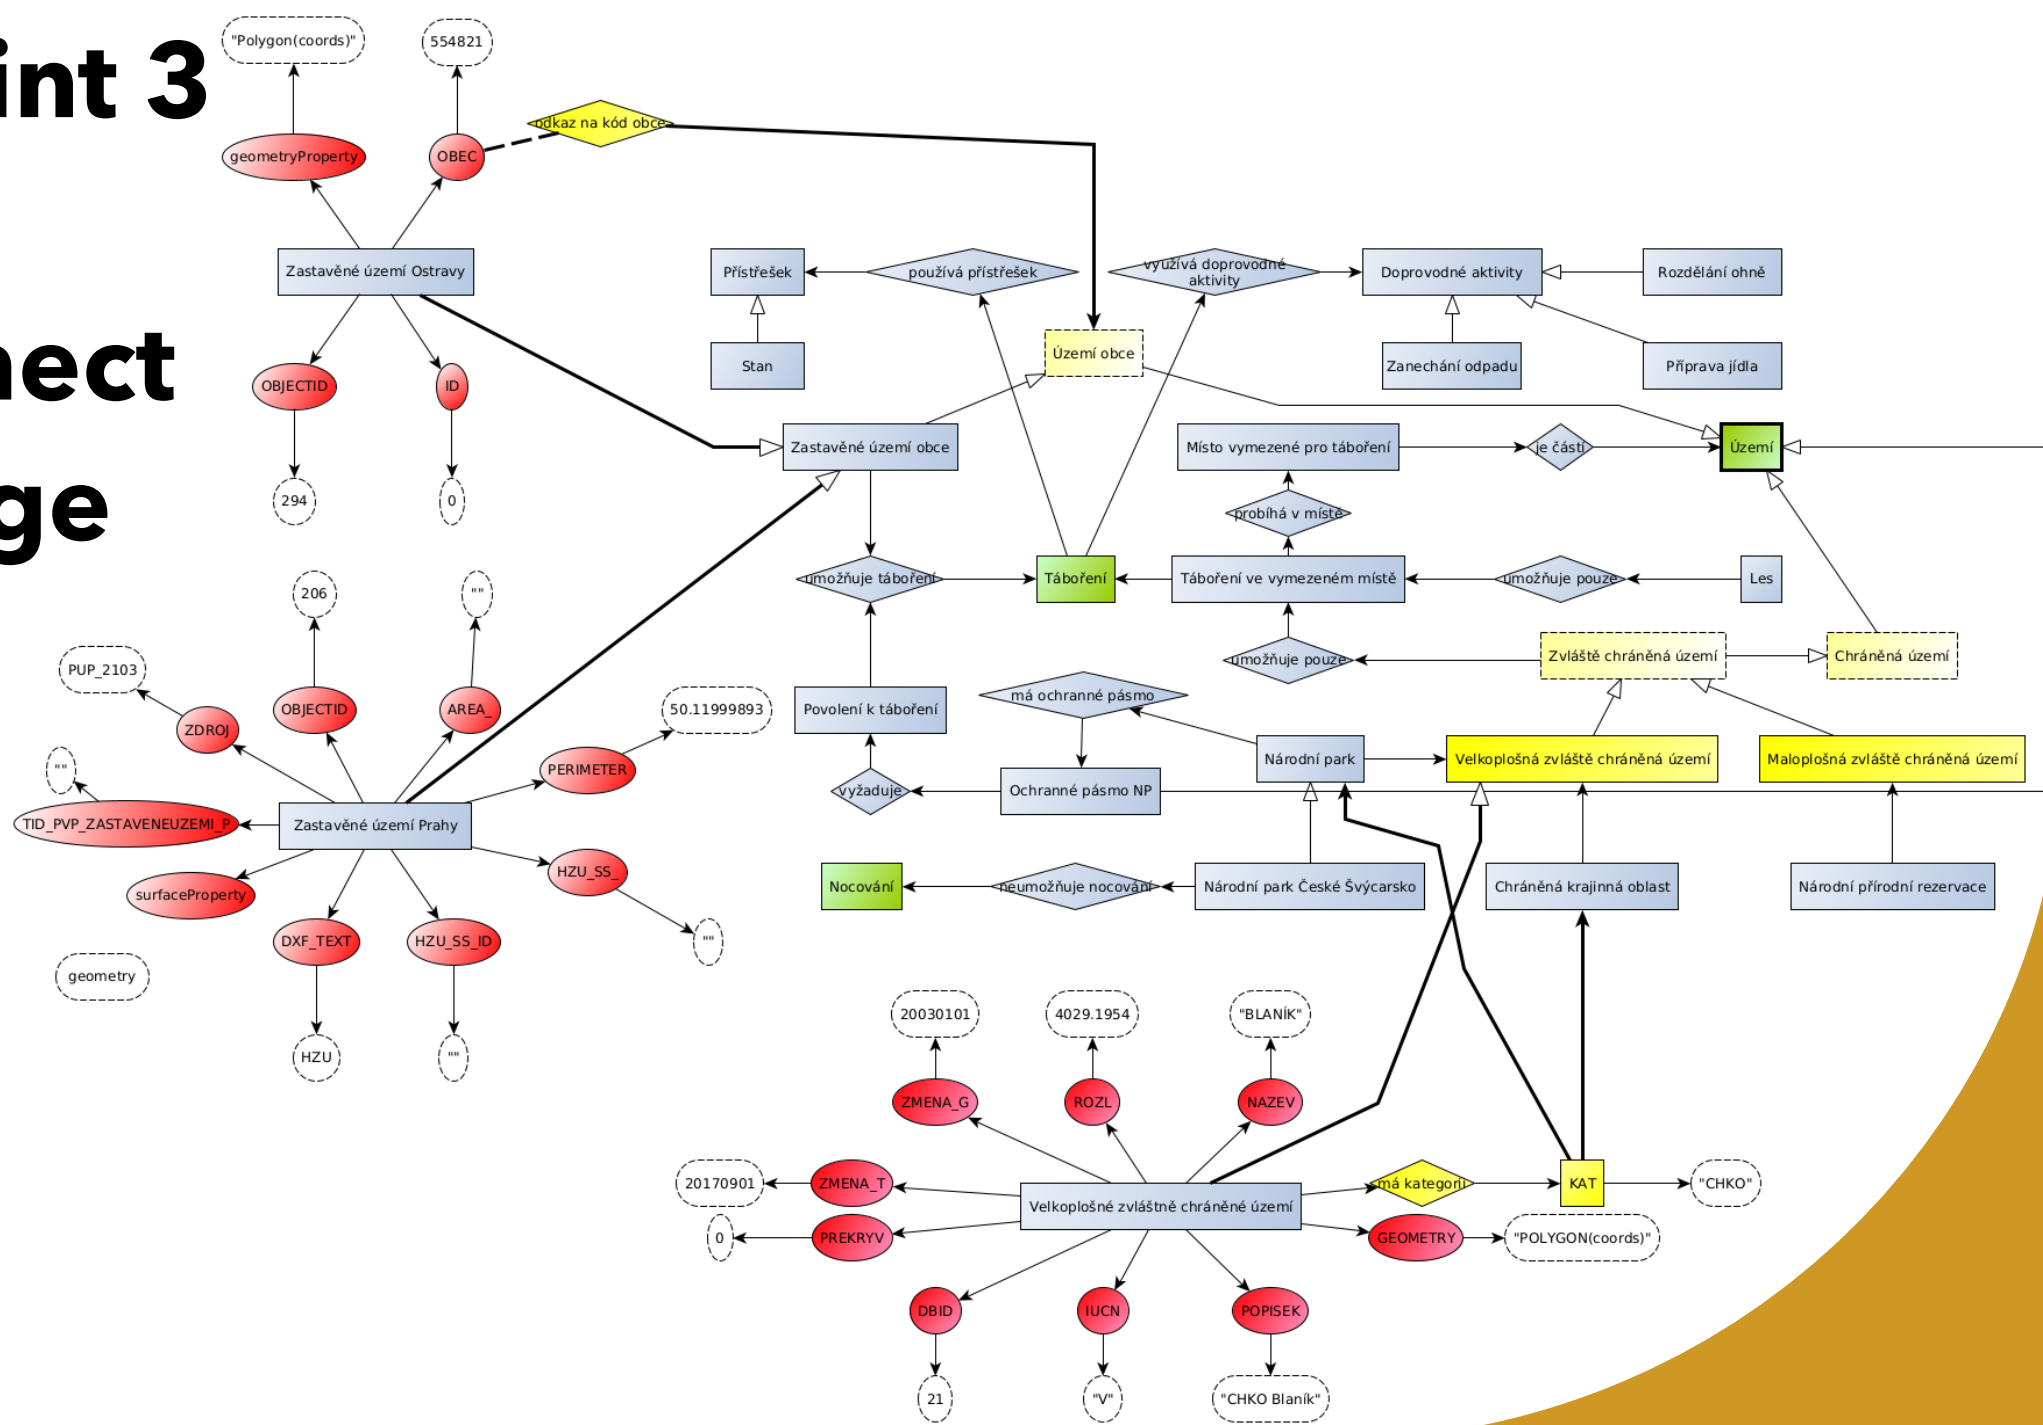 int 3
nect
ge
"Polygon(coords)"
554821
odkaz na kód obce
geometryProperty
OBEC
Zastavěné území Ostravy
Přístřešek
používá přístřešek
využívá doprovodné
aktivity
Doprovodné aktivity
Rozdělání ohně
Stan
Území obce
Zanechání odpadu
Příprava jídla
OBJECTID
ID
Zastavěné území obce
Místo vymezené pro táboření
je částí
Území
294
0
probíhá v místě
umožňuje táboření
Táboření
Táboření ve vymezeném místě
umožňuje pouze
Les
206
""
PUP_2103
umožňuje pouze
Zvláště chráněná území
Chráněná území
ZDROJ
OBJECTID
AREA_
50.11999893
Povolení k táboření
má ochranné pásmo
""
PERIMETER
Národní park
Velkoplošná zvláště chráněná území
Maloplošná zvláště chráněná území
vyžaduje
Ochranné pásmo NP
TID_PVP_ZASTAVENEUZEMI_P
Zastavěné území Prahy
surfaceProperty
HZU_SS_
Nocování
neumožňuje nocování
Národní park České Švýcarsko
Chráněná krajinná oblast
Národní přírodní rezervace
DXF_TEXT
HZU_SS_ID
""
geometry
HZU
""
20030101
4029.1954
"BLANÍK"
ZMENA_G
ROZL
NAZEV
20170901
ZMENA_T
Velkoplošné zvláštně chráněné území
má kategorii
KAT
"CHKO"
0
PREKRYV
GEOMETRY
"POLYGON(coords)"
DBID
IUCN
POPISEK
21
"V"
"CHKO Blaník"